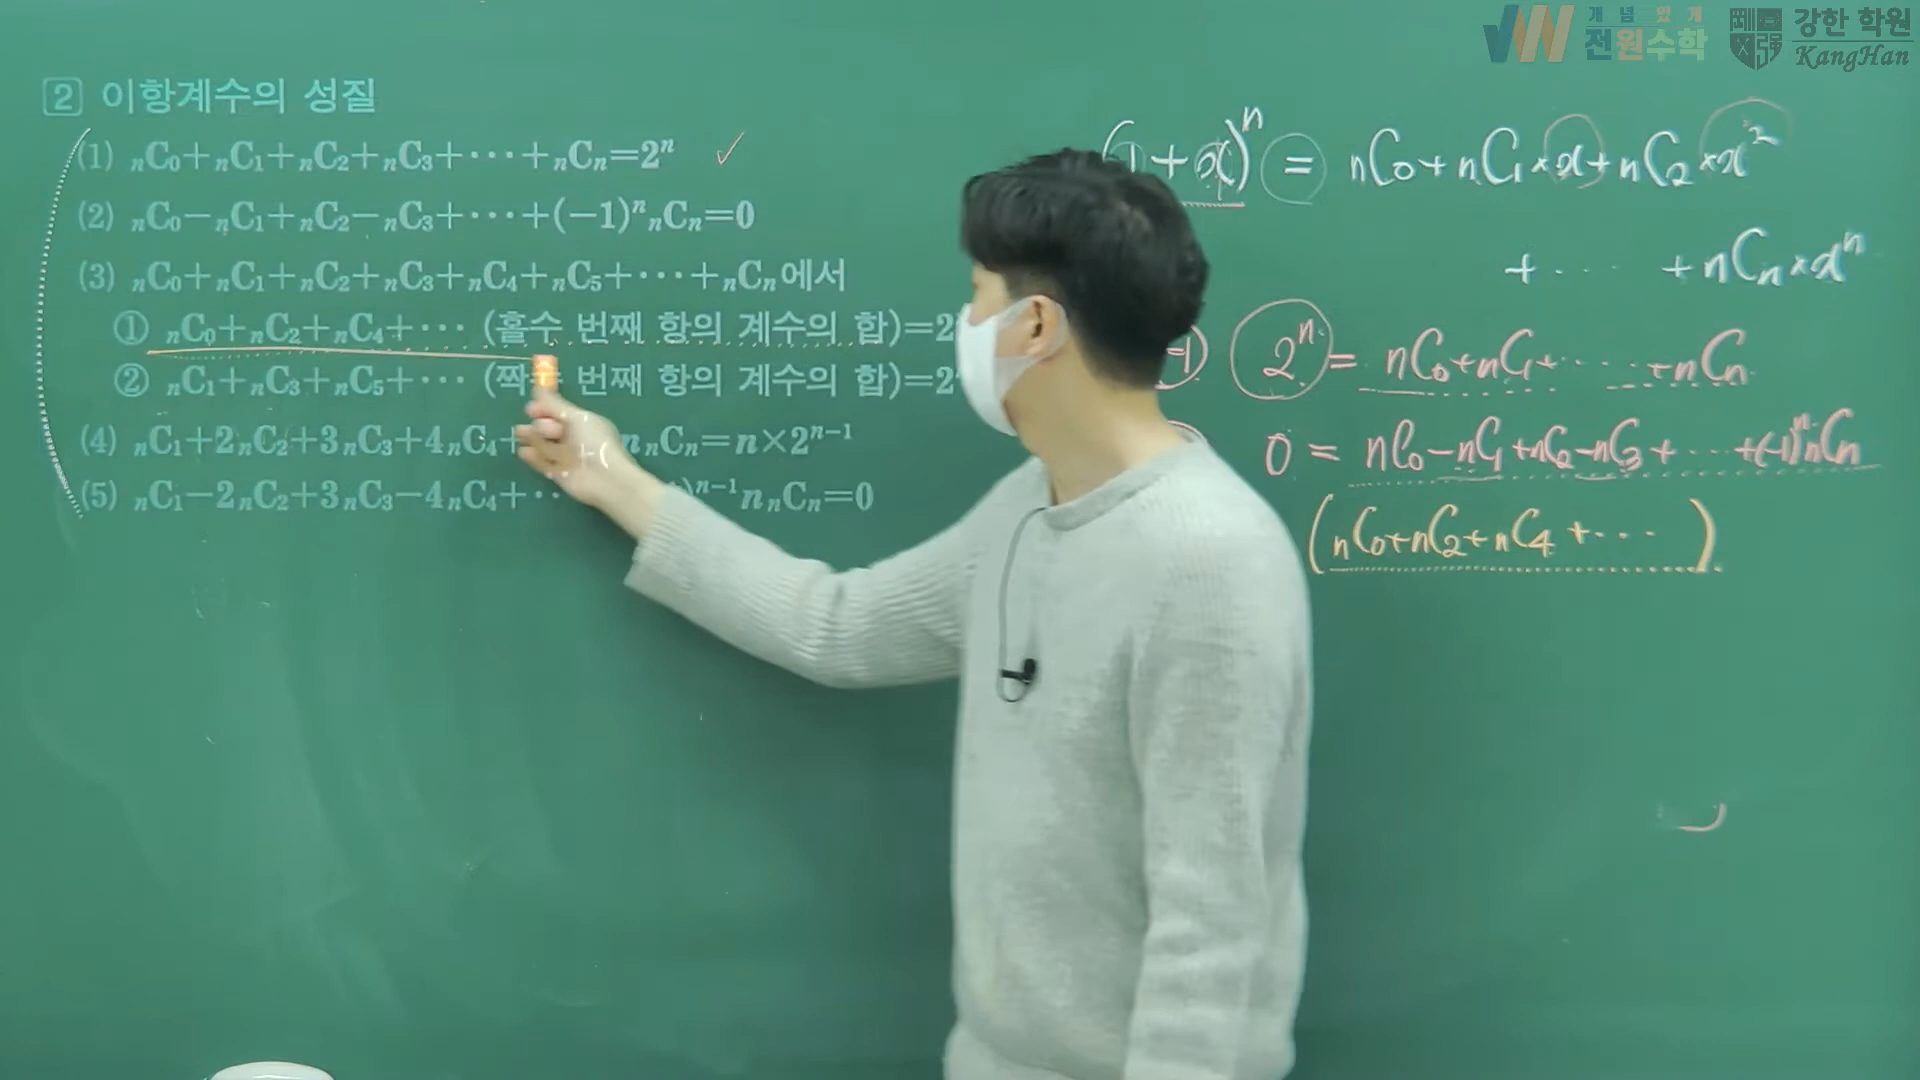 개념있게
전원수학
강한 학원
KangHan
2 이항계수의 성질
(1) ₙC₀+ₙC₁+ₙC₂+ₙC₃+⋯+ₙCₙ=2ⁿ ✓
(2) ₙC₀−ₙC₁+ₙC₂−ₙC₃+⋯+(−1)ⁿₙCₙ=0
(3) ₙC₀+ₙC₁+ₙC₂+ₙC₃+ₙC₄+ₙC₅+⋯+ₙCₙ에서
① ₙC₀+ₙC₂+ₙC₄+⋯ (홀수 번째 항의 계수의 합)=2
② ₙC₁+ₙC₃+ₙC₅+⋯ (짝수 번째 항의 계수의 합)=2
(4) ₙC₁+2ₙC₂+3ₙC₃+4ₙC₄+ nₙCₙ=n×2ⁿ⁻¹
(5) ₙC₁−2ₙC₂+3ₙC₃−4ₙC₄+⋯ )ⁿ⁻¹nₙCₙ=0
(1+x)ⁿ = nC₀+nC₁×x+nC₂×x²
+ ⋯ +nCₙ×xⁿ
2ⁿ= nC₀+nC₁+⋯ +nCₙ
0 = nC₀−nC₁+nC₂−nC₃+⋯+(−1)ⁿnCₙ
(nC₀+nC₂+nC₄+⋯ )